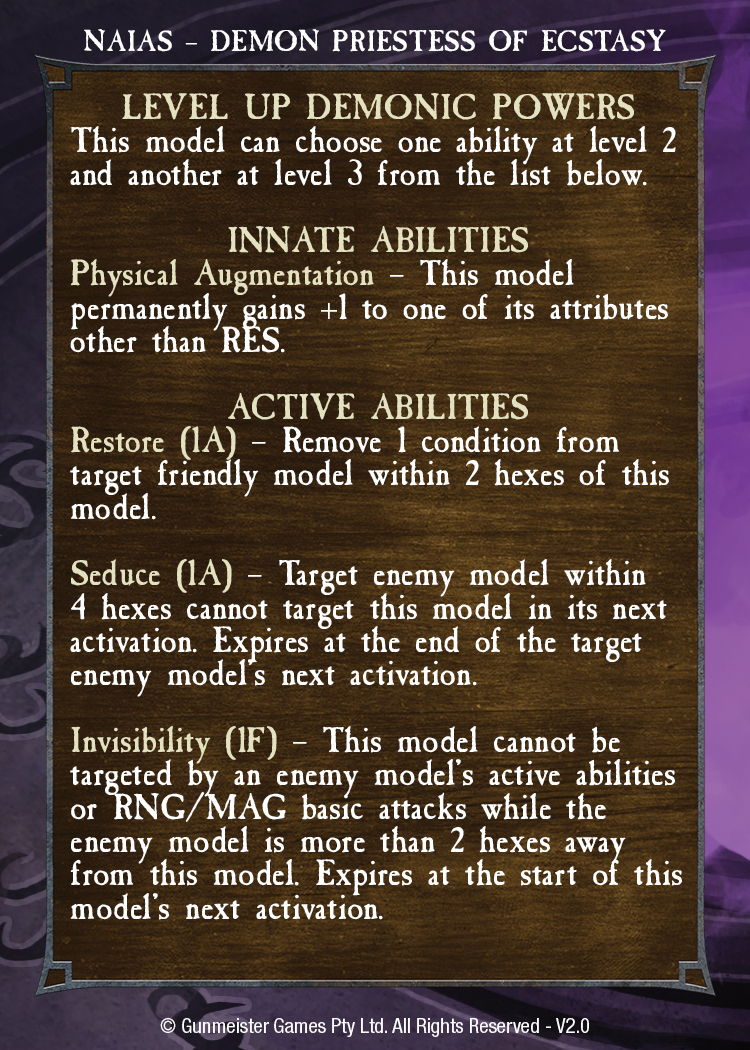 NAIAS – DEMON PRIESTESS OF ECSTASY
LEVEL UP DEMONIC POWERS
This model can choose one ability at level 2
and another at level 3 from the list below.
INNATE ABILITIES
Physical Augmentation – This model
permanently gains +1 to one of its attributes
other than RES.
ACTIVE ABILITIES
Restore (1A) – Remove 1 condition from
target friendly model within 2 hexes of this
model.
Seduce (1A) – Target enemy model within
4 hexes cannot target this model in its next
activation. Expires at the end of the target
enemy model's next activation.
Invisibility (1F) – This model cannot be
targeted by an enemy model's active abilities
or RNG/MAG basic attacks while the
enemy model is more than 2 hexes away
from this model. Expires at the start of this
model's next activation.
© Gunmeister Games Pty Ltd. All Rights Reserved - V2.0